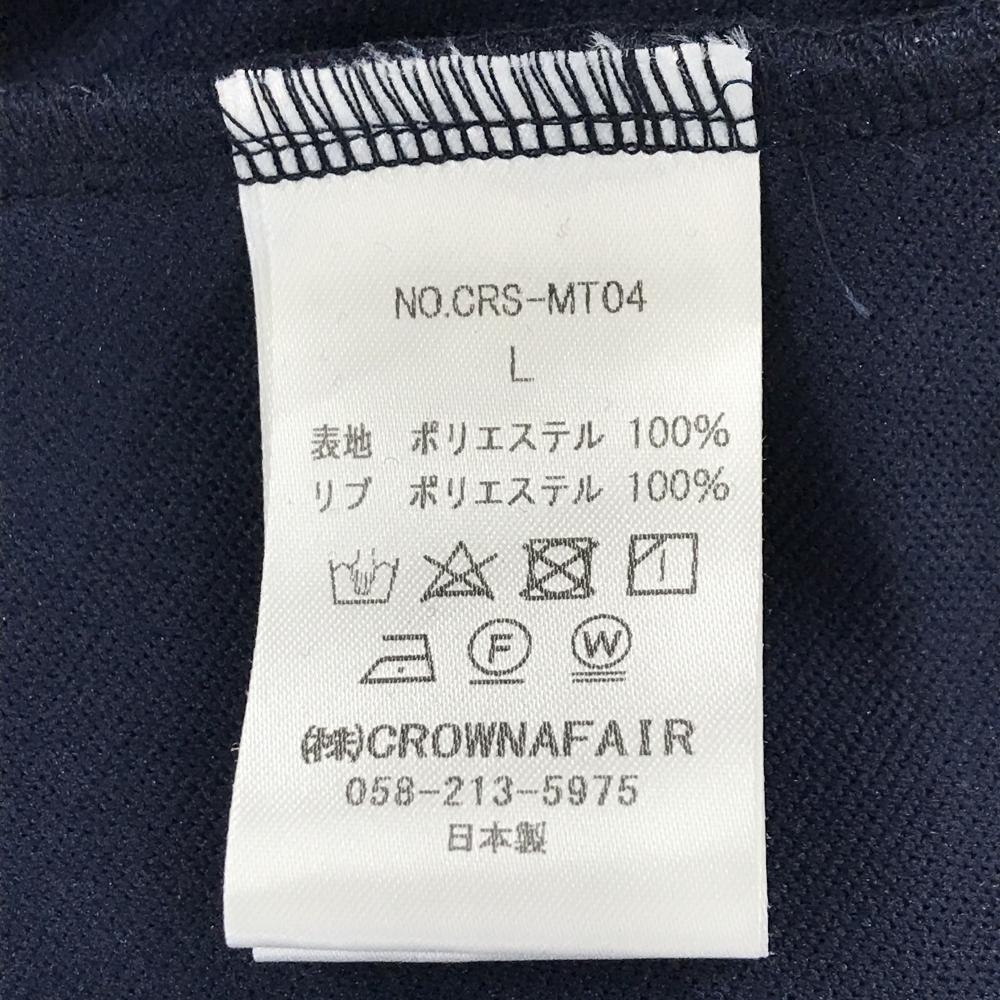 NO.CRS-MT04
L
表地 ポリエステル 100%
リブ ポリエステル 100%
F W
(株)CROWNAFAIR
058-213-5975
日本製